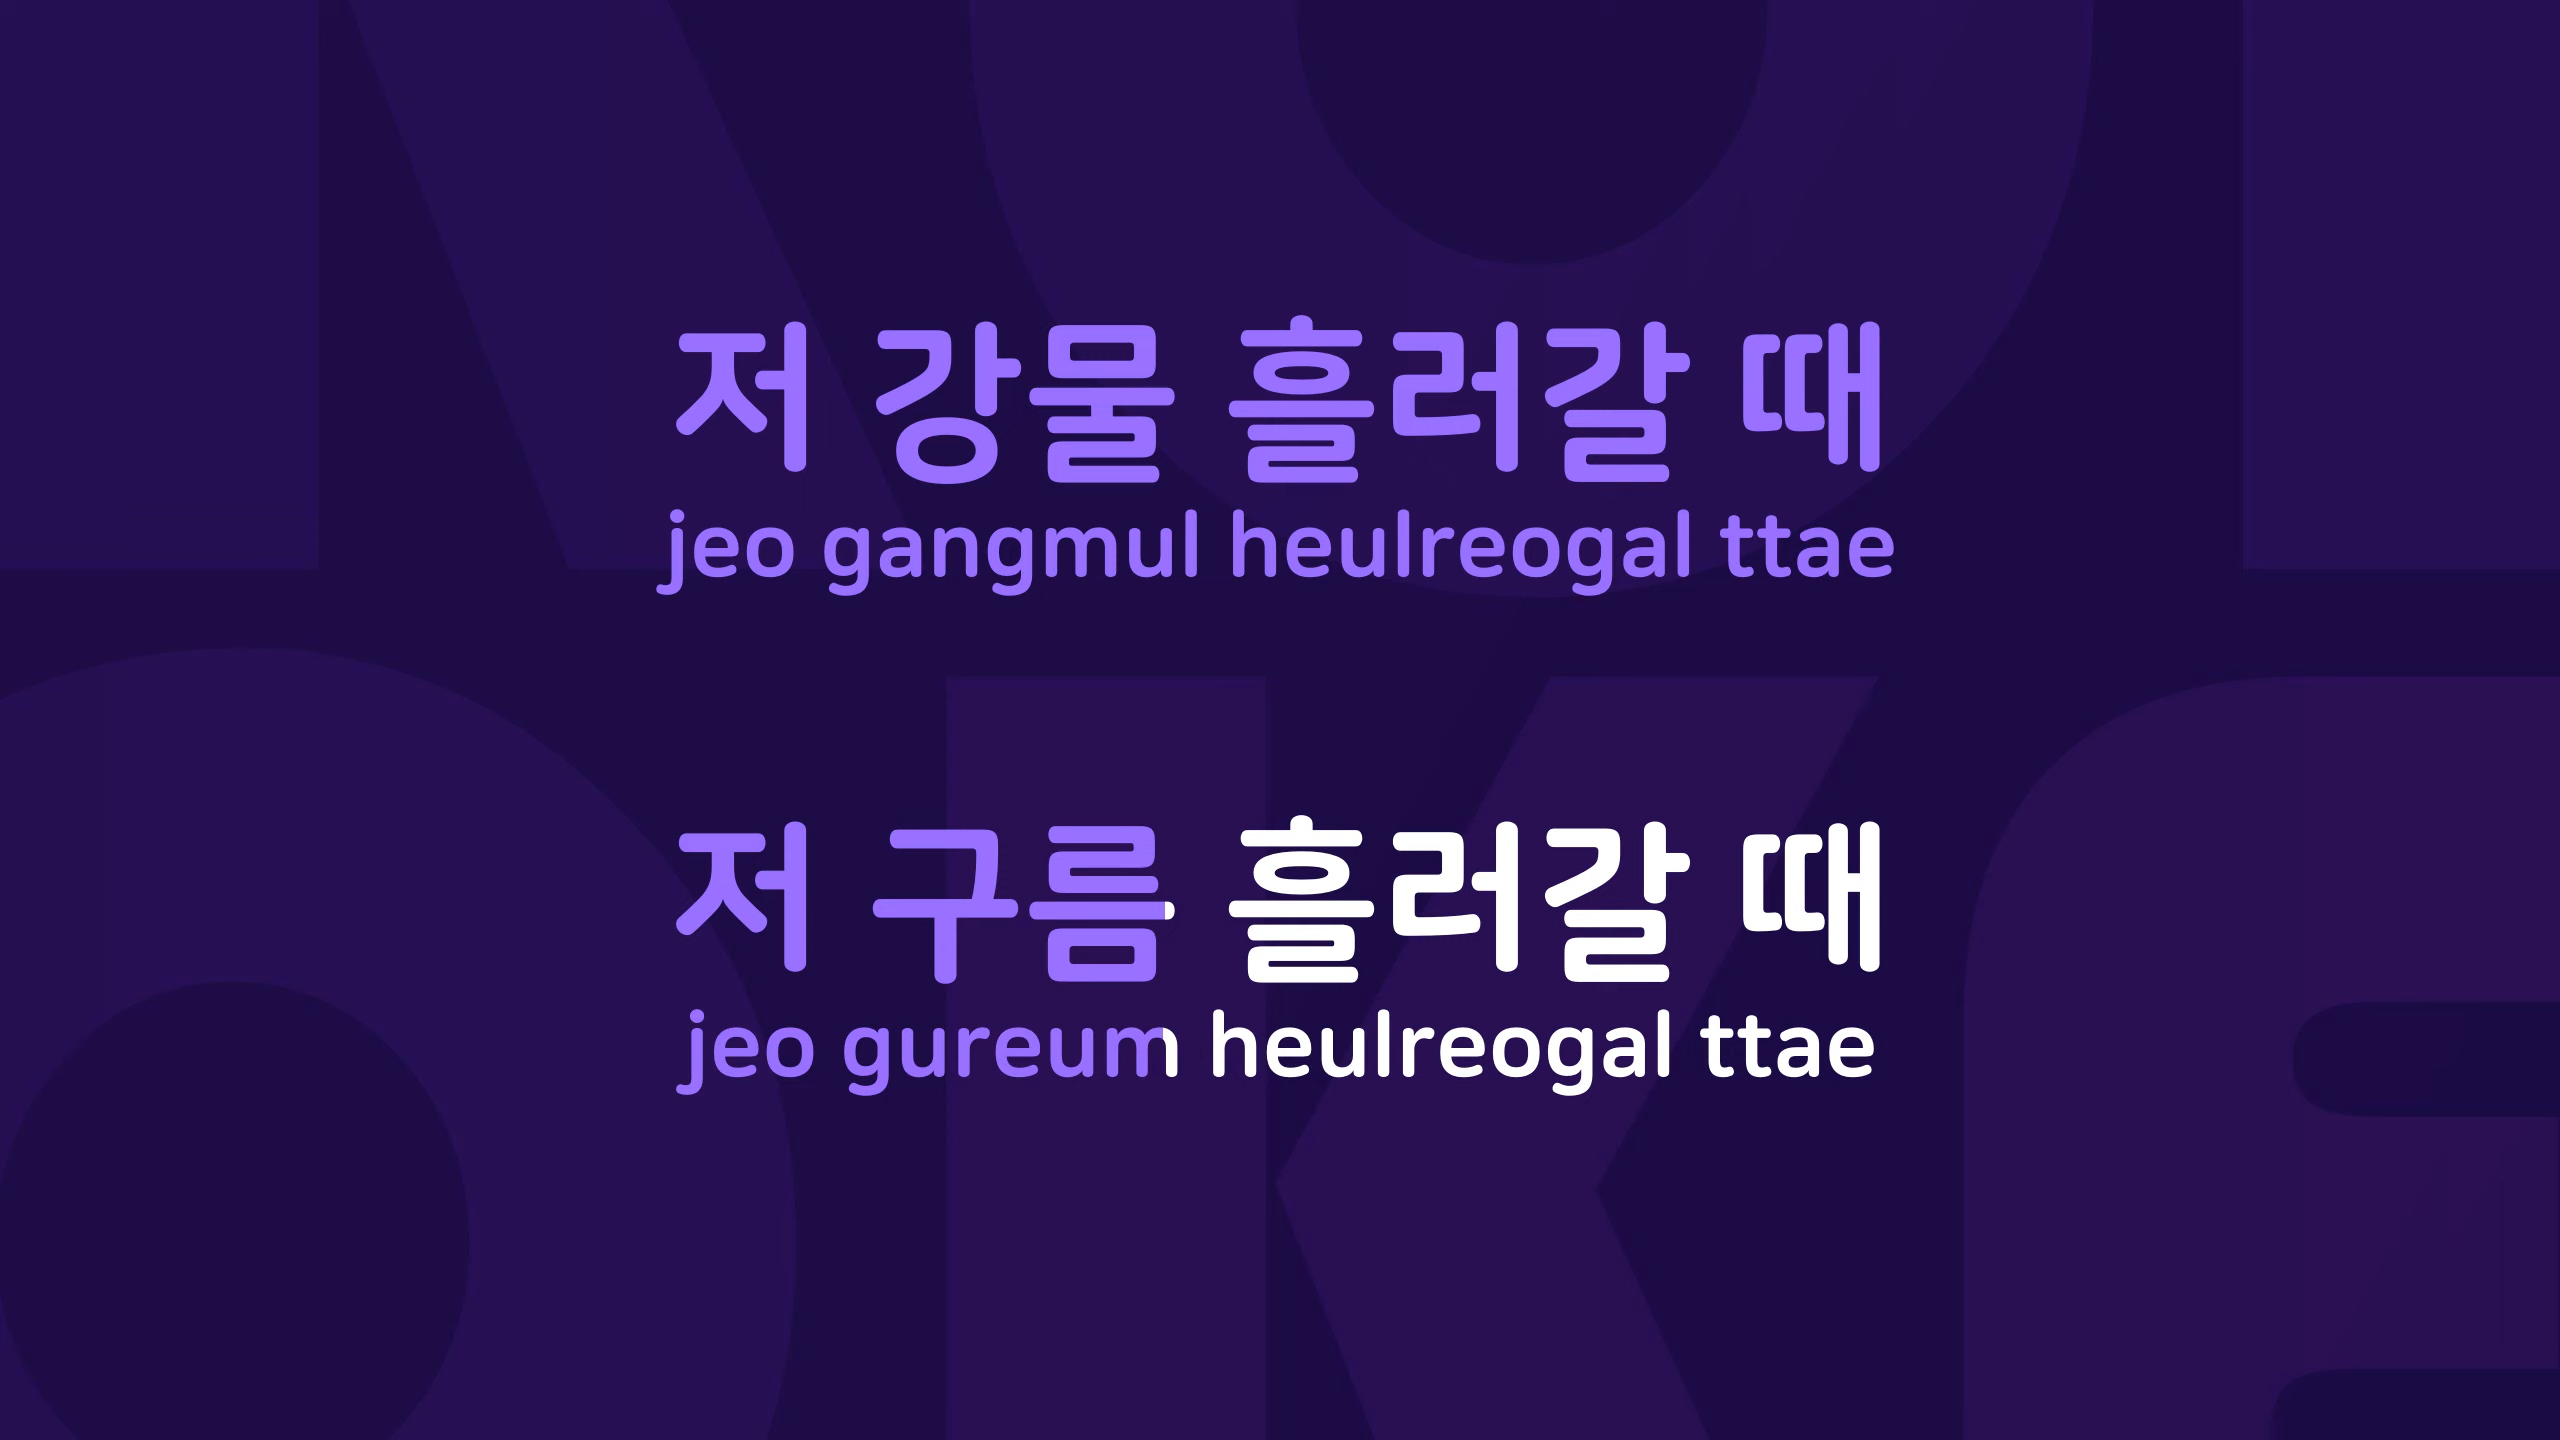 저 강물 흘러갈 때
jeo gangmul heulreogal ttae
저 구름 흘러갈 때
jeo gureum heulreogal ttae